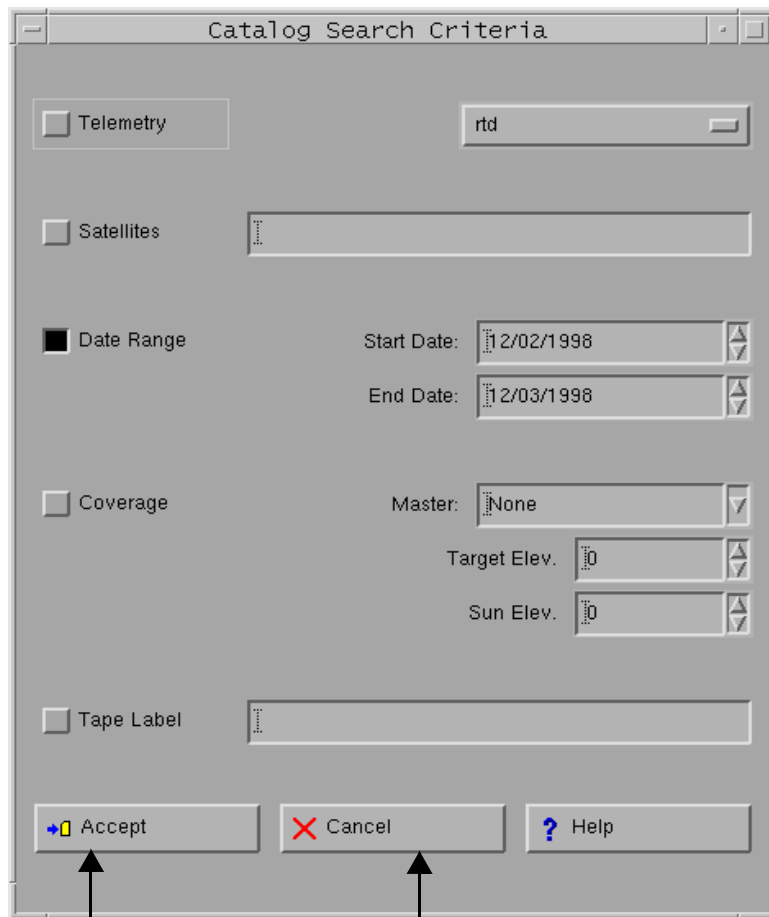 Catalog Search Criteria
Telemetry rtd
Satellites
Date Range Start Date: 12/02/1998
End Date: 12/03/1998
Coverage Master: None
Target Elev. 0
Sun Elev. 0
Tape Label
Accept Cancel ? Help